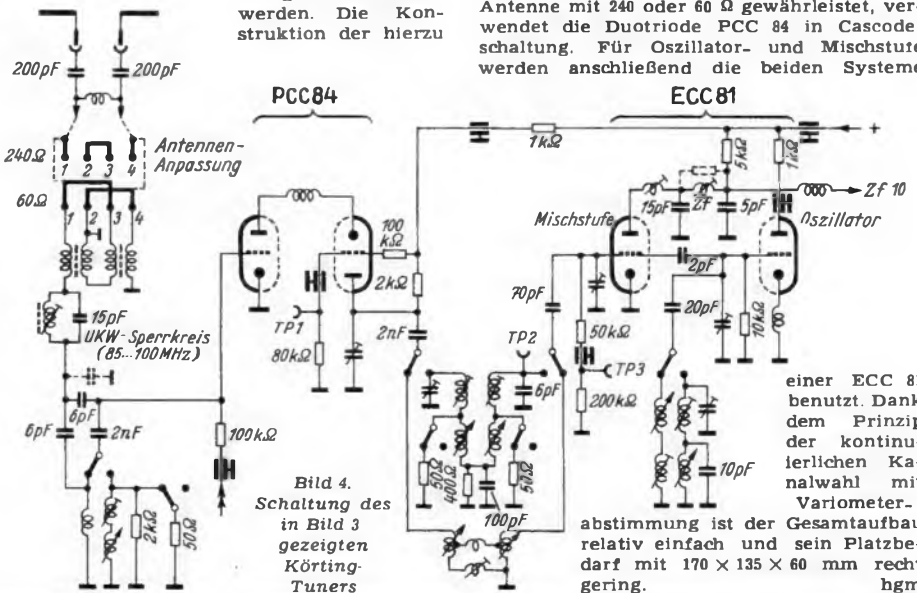 werden. Die Kon-
struktion der hierzu
Antenne mit 240 oder 60 Ω gewährleistet, ver-
wendet die Duotriode PCC 84 in Cascode
schaltung. Für Oszillator- und Mischstufe
werden anschließend die beiden Systeme
200pF
200pF
PCC84
ECC81
240Ω
1 2 3 4
Antennen-
Anpassung
60Ω
1 2 3 4
15pF
UKW-Sperrkreis
(85...100MHz)
6pF
6pF
2nF
100kΩ
2kΩ
50Ω
TP1
80kΩ
100
kΩ
2kΩ
2nF
1kΩ
+
5kΩ
1kΩ
Mischstufe
15pF
Zf
5pF
Zf 10
Oszillator
70pF
2pF
20pF
10kΩ
50kΩ
TP3
200kΩ
TP2
6pF
50Ω
400Ω
50Ω
100pF
10pF
Bild 4.
Schaltung des
in Bild 3
gezeigten
Körting-
Tuners
einer ECC 81
benutzt. Dank
dem Prinzip
der kontinu-
ierlichen Ka-
nalwahl mit
Variometer-
abstimmung ist der Gesamtaufbau
relativ einfach und sein Platzbe-
darf mit 170 × 135 × 60 mm recht
gering. hgm